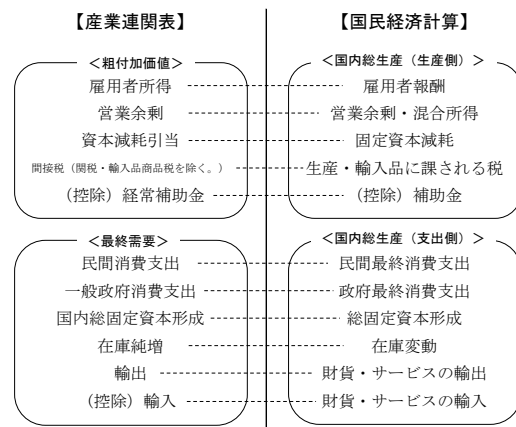 【産業連関表】
【国民経済計算】
＜粗付加価値＞
雇用者所得
営業余剰
資本減耗引当
間接税（関税・輸入品商品税を除く。）
（控除）経常補助金
＜国内総生産（生産側）＞
雇用者報酬
営業余剰・混合所得
固定資本減耗
生産・輸入品に課される税
（控除）補助金
＜最終需要＞
民間消費支出
一般政府消費支出
国内総固定資本形成
在庫純増
輸出
（控除）輸入
＜国内総生産（支出側）＞
民間最終消費支出
政府最終消費支出
総固定資本形成
在庫変動
財貨・サービスの輸出
財貨・サービスの輸入